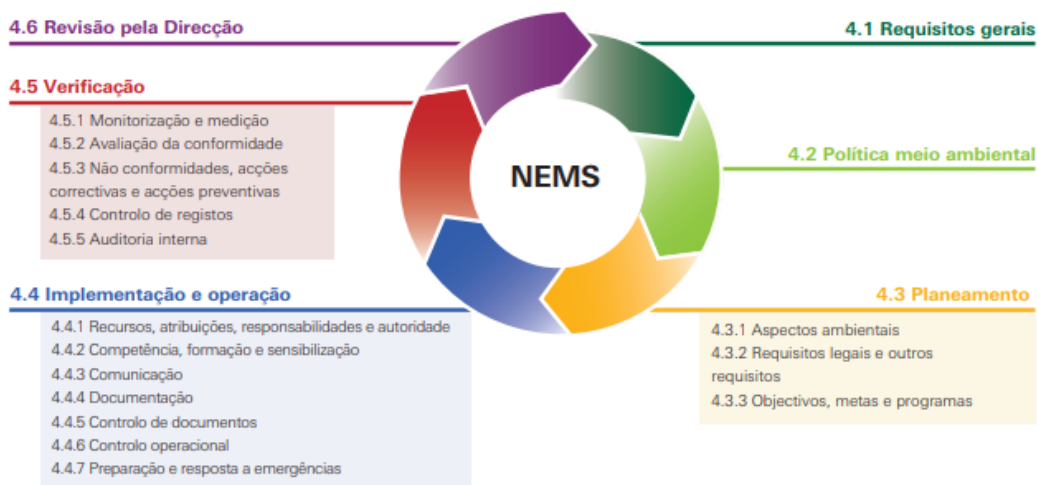 4.6 Revisão pela Direcção
4.1 Requisitos gerais
4.5 Verificação
4.5.1 Monitorização e medição
4.5.2 Avaliação da conformidade
4.5.3 Não conformidades, acções
correctivas e acções preventivas
4.5.4 Controlo de registos
4.5.5 Auditoria interna
NEMS
4.2 Política meio ambiental
4.4 Implementação e operação
4.4.1 Recursos, atribuições, responsabilidades e autoridade
4.4.2 Competência, formação e sensibilização
4.4.3 Comunicação
4.4.4 Documentação
4.4.5 Controlo de documentos
4.4.6 Controlo operacional
4.4.7 Preparação e resposta a emergências
4.3 Planeamento
4.3.1 Aspectos ambientais
4.3.2 Requisitos legais e outros
requisitos
4.3.3 Objectivos, metas e programas